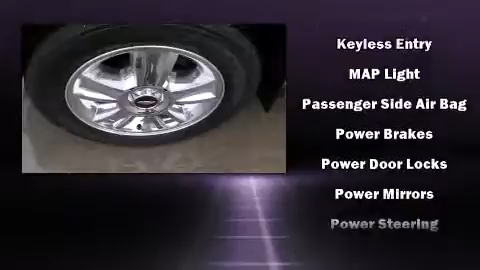 Keyless Entry
MAP Light
Passenger Side Air Bag
Power Brakes
Power Door Locks
Power Mirrors
Power Steering